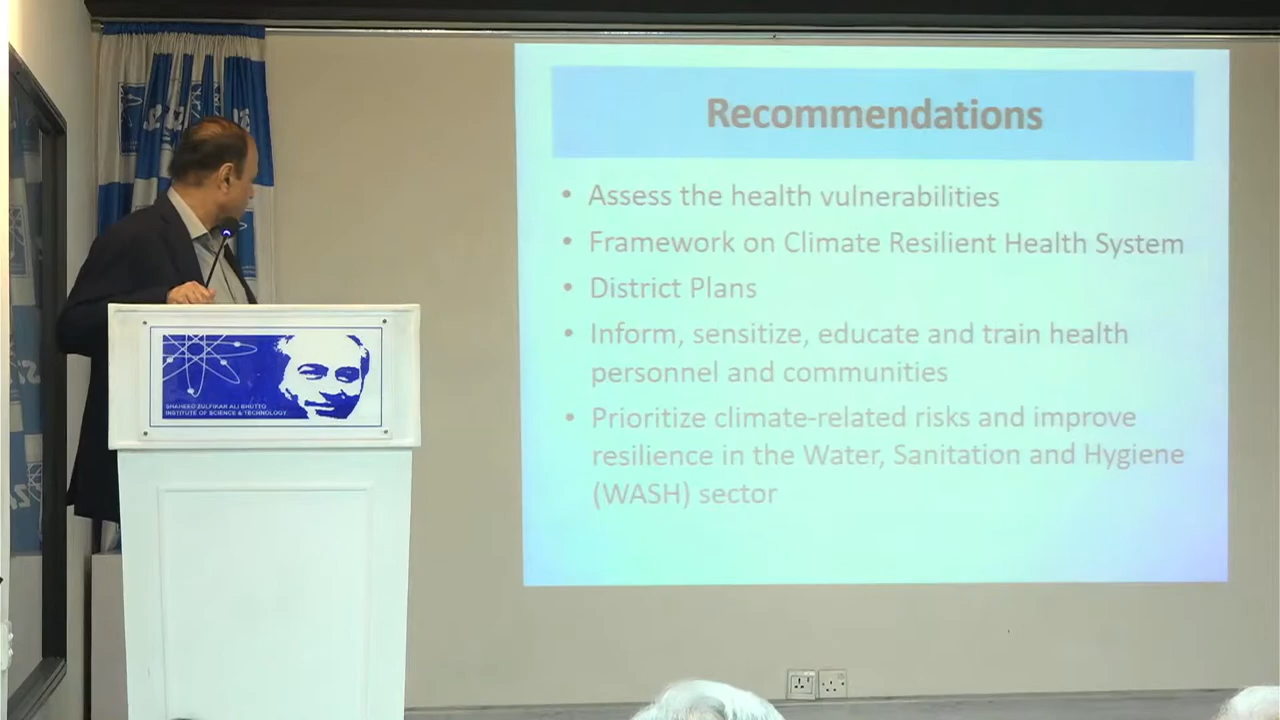 Recommendations
• Assess the health vulnerabilities
• Framework on Climate Resilient Health System
• District Plans
• Inform, sensitize, educate and train health
personnel and communities
• Prioritize climate-related risks and improve
resilience in the Water, Sanitation and Hygiene
(WASH) sector
SHAHEED ZULFIKAR ALI BHUTTO
INSTITUTE OF SCIENCE & TECHNOLOGY